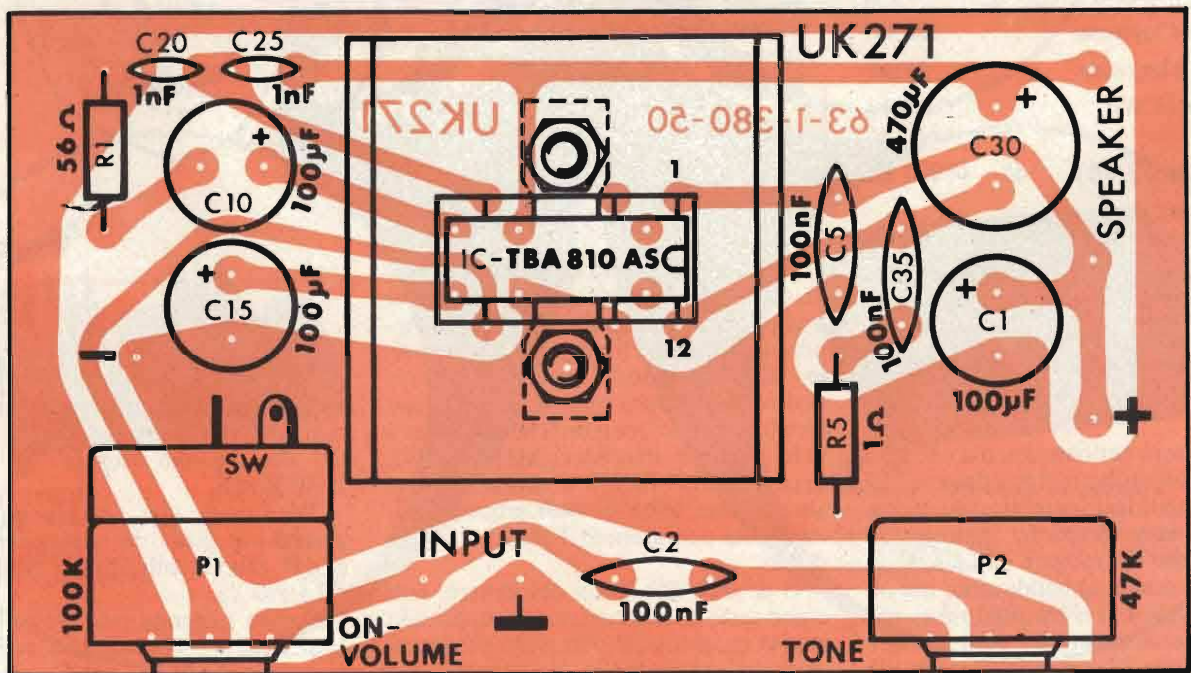 C20 C25 UK271
1nF 1nF
56Ω R1
C10 100µF
UK271 63-1-380-50
470µF + C30
SPEAKER
+
1
IC-TBA 810 AS
12
100nF C5
C35 100nF
+ C15 100µF
+ C1 100µF
−
+
R5 1Ω
SW
INPUT C2
100K P1 P2 47K
100nF
ON-
VOLUME TONE